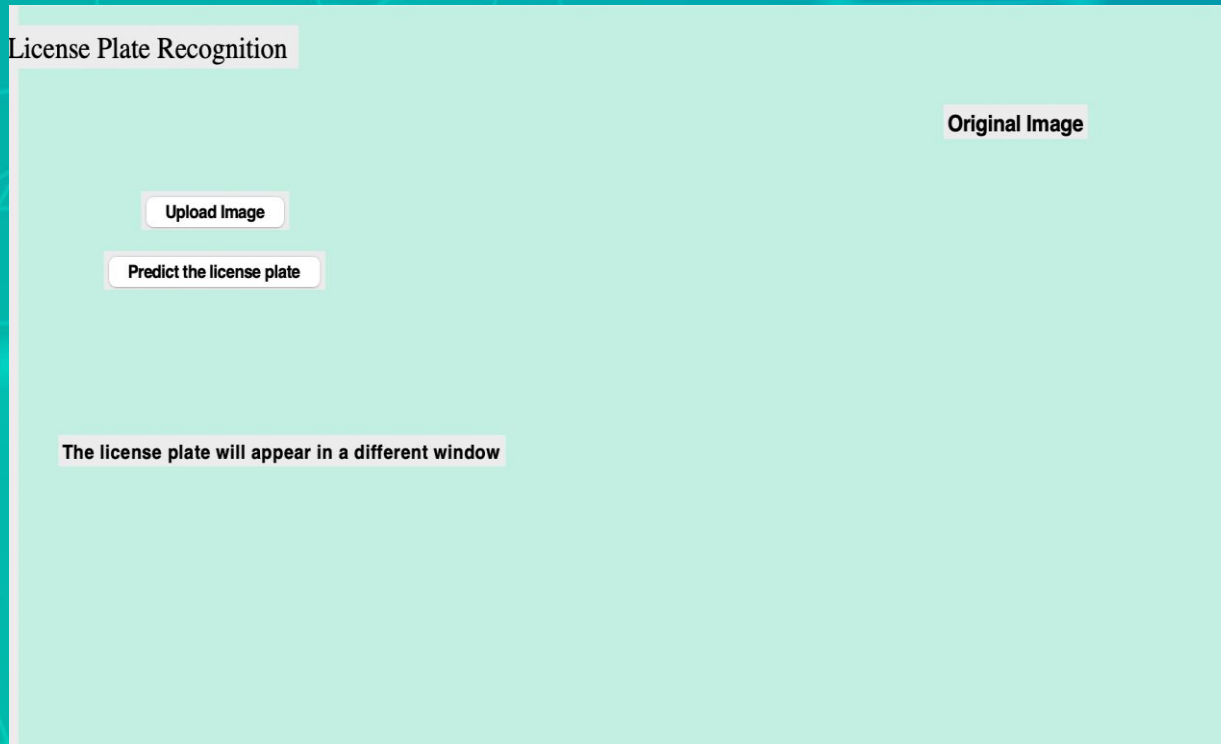 License Plate Recognition
Original Image
Upload Image
Predict the license plate
The license plate will appear in a different window